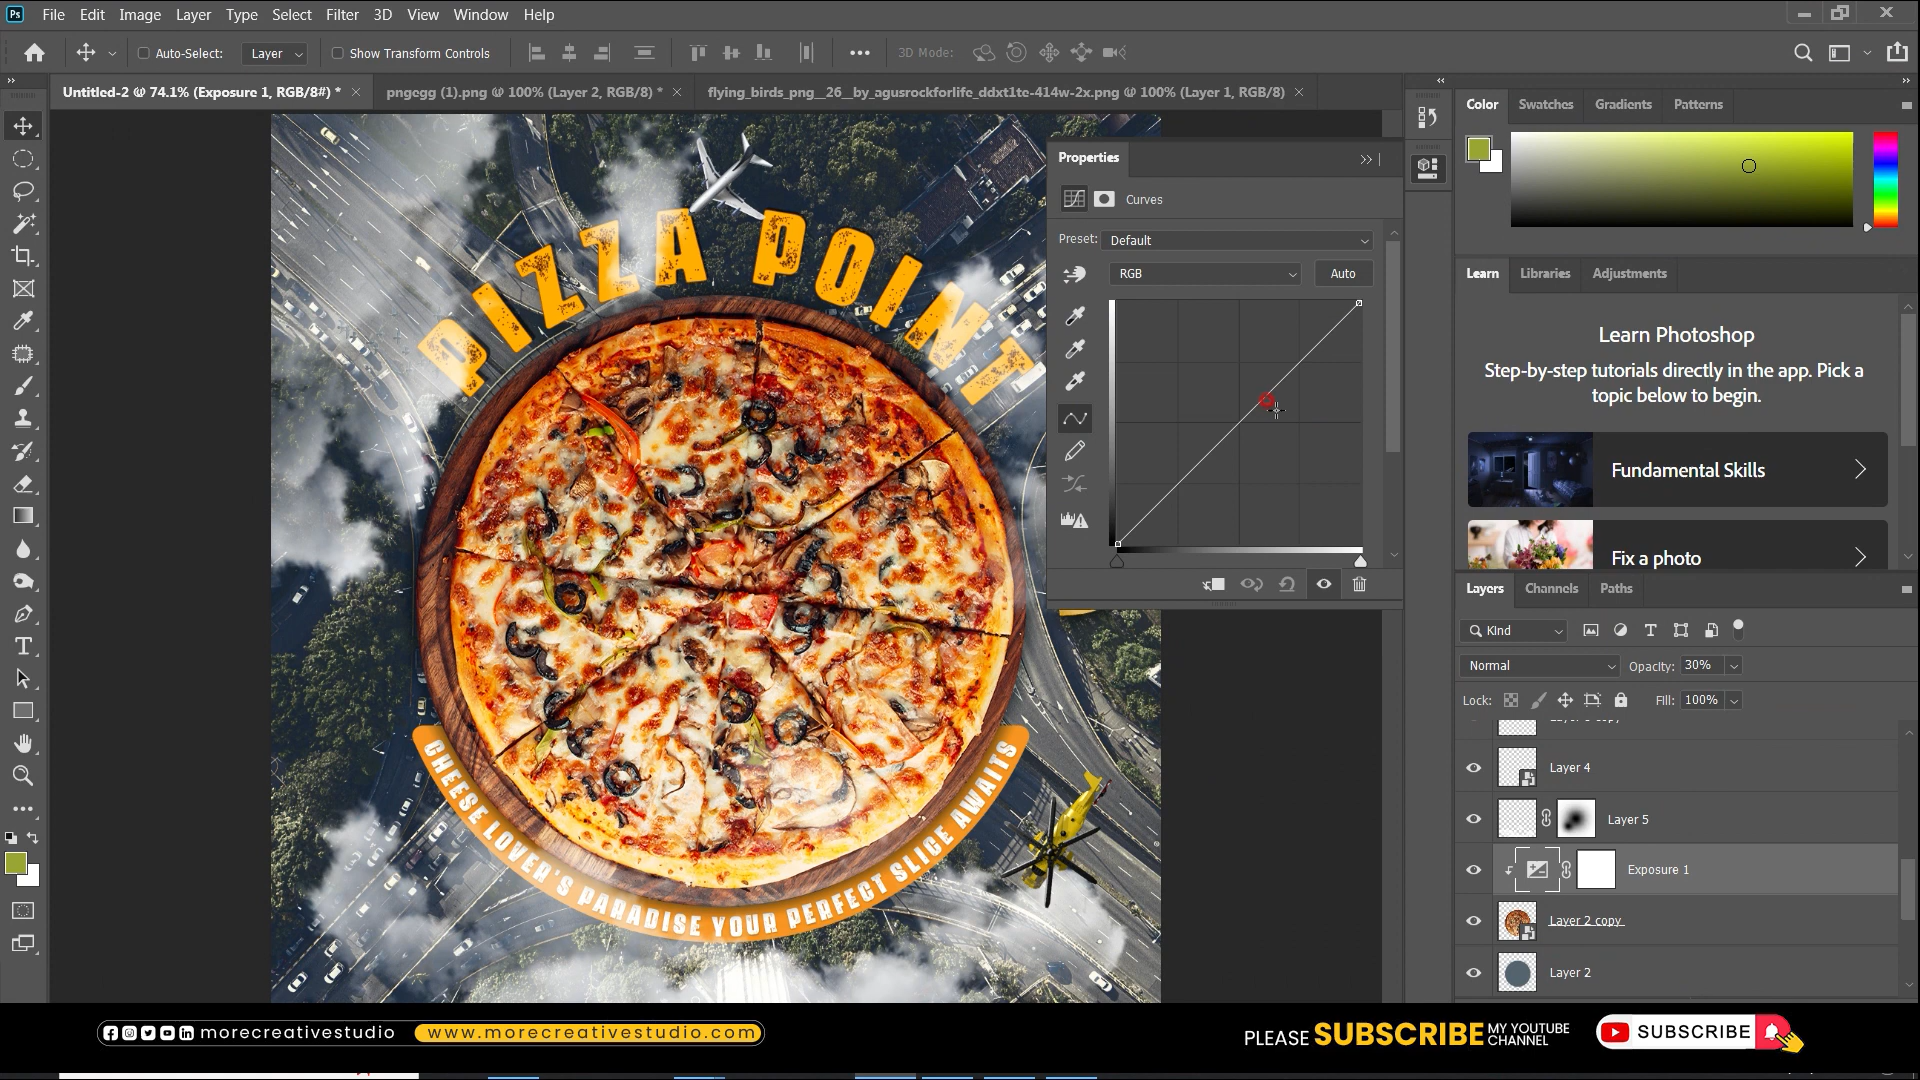 Ps File Edit Image Layer Type Select Filter 3D View Window Help
Auto-Select: Layer Show Transform Controls 3D Mode:
Untitled-2 @ 74.1% (Exposure 1, RGB/8#) * pngegg (1).png @ 100% (Layer 2, RGB/8) * flying_birds_png__26__by_agusrockforlife_ddxt1te-414w-2x.png @ 100% (Layer 1, RGB/8)
Color Swatches Gradients Patterns
Properties
Curves
Preset: Default
RGB Auto
PIZZA POINT
CHEESE LOVER'S PARADISE YOUR PERFECT SLICE AWAITS
Learn Libraries Adjustments
Learn Photoshop
Step-by-step tutorials directly in the app. Pick a
topic below to begin.
Fundamental Skills
Fix a photo
Layers Channels Paths
Kind
Normal Opacity: 30%
Lock: Fill: 100%
Layer 4
Layer 5
Exposure 1
Layer 2 copy
Layer 2
morecreativestudio www.morecreativestudio.com
PLEASE SUBSCRIBE MY YOUTUBE
CHANNEL
SUBSCRIBE